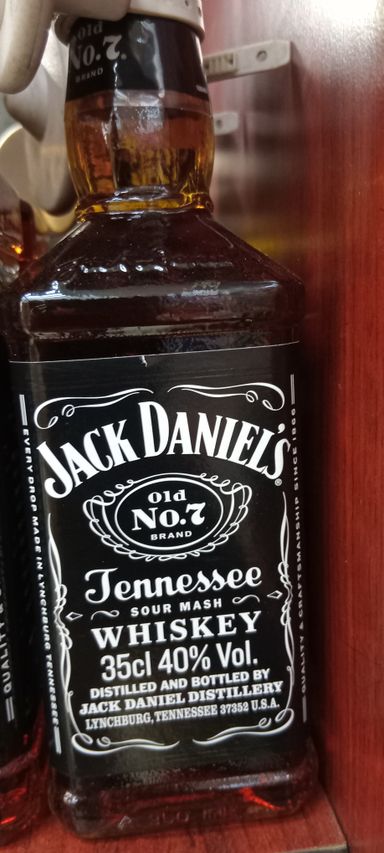 Old
No.7
BRAND
JACK DANIEL'S
®
Old
No.7
BRAND
Tennessee
SOUR MASH
WHISKEY
35cl 40% Vol.
DISTILLED AND BOTTLED BY
JACK DANIEL DISTILLERY
LYNCHBURG, TENNESSEE 37352 U.S.A.
EVERY DROP MADE IN LYNCHBURG TENNESSEE
QUALITY & CRAFTSMANSHIP SINCE 1866
QUALITY &